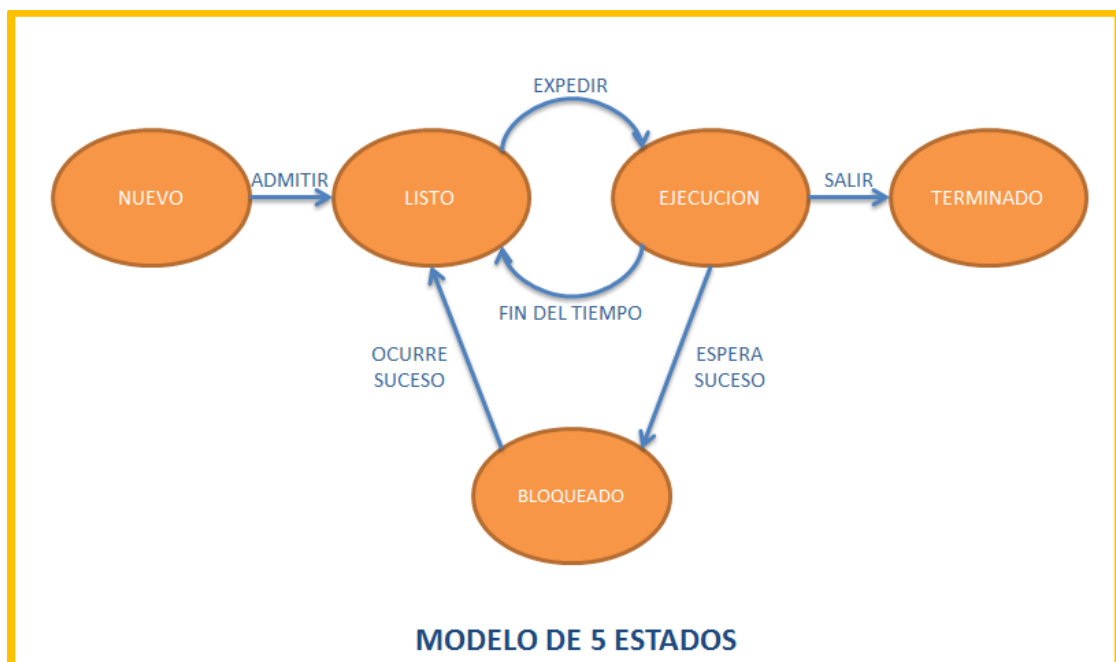 EXPEDIR
NUEVO
ADMITIR
LISTO
EJECUCION
SALIR
TERMINADO
FIN DEL TIEMPO
OCURRE
SUCESO
ESPERA
SUCESO
BLOQUEADO
MODELO DE 5 ESTADOS